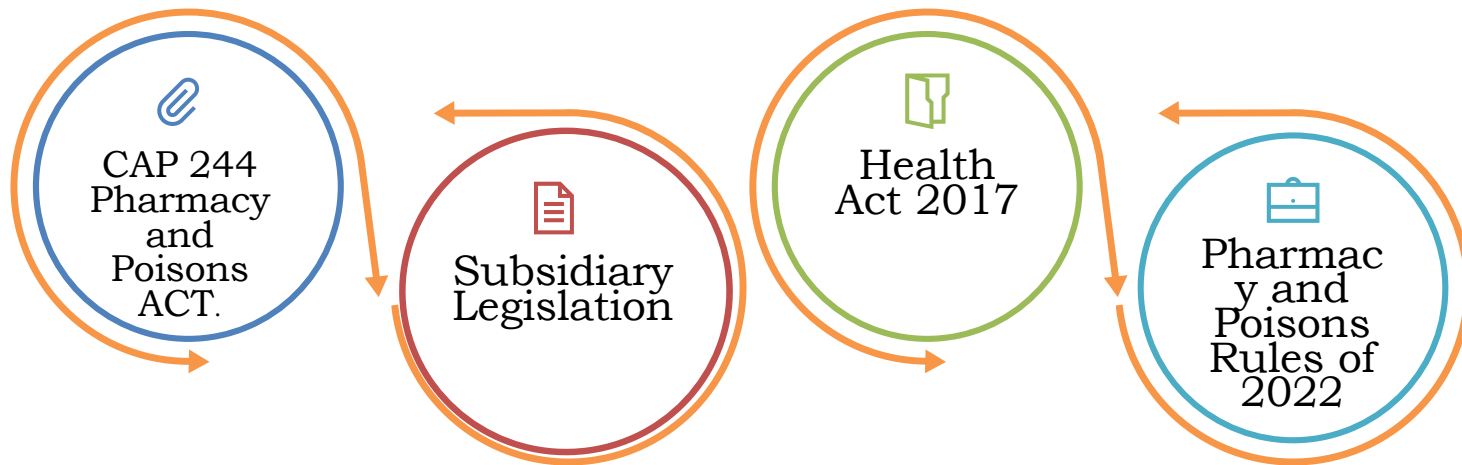 CAP 244
Pharmacy
and
Poisons
ACT.
Subsidiary
Legislation
Health
Act 2017
Pharmac
y and
Poisons
Rules of
2022